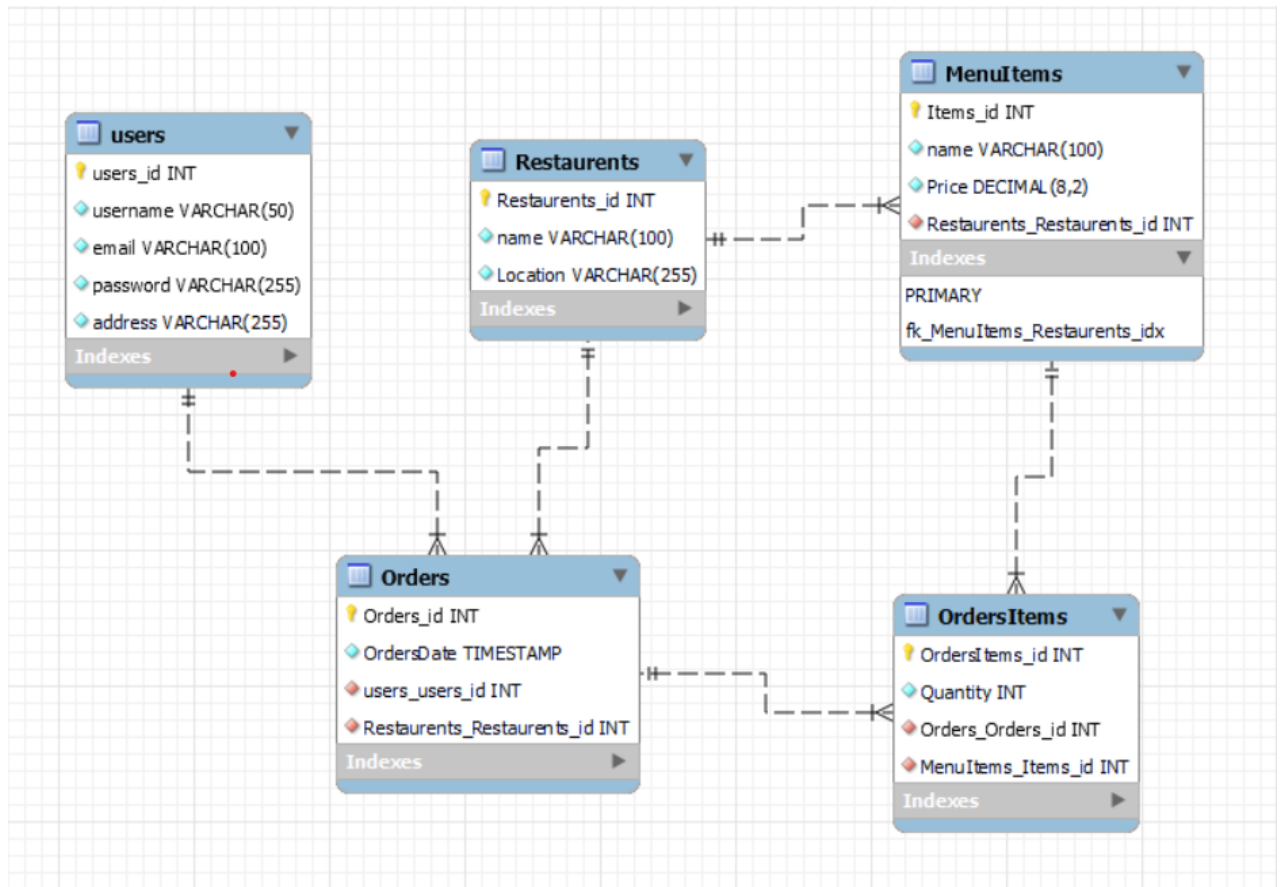 users
users_id INT
username VARCHAR(50)
email VARCHAR(100)
password VARCHAR(255)
address VARCHAR(255)
Indexes
Restaurents
Restaurents_id INT
name VARCHAR(100)
Location VARCHAR(255)
Indexes
MenuItems
Items_id INT
name VARCHAR(100)
Price DECIMAL(8,2)
Restaurents_Restaurents_id INT
Indexes
PRIMARY
fk_MenuItems_Restaurents_idx
Orders
Orders_id INT
OrdersDate TIMESTAMP
users_users_id INT
Restaurents_Restaurents_id INT
Indexes
OrdersItems
OrdersItems_id INT
Quantity INT
Orders_Orders_id INT
MenuItems_Items_id INT
Indexes